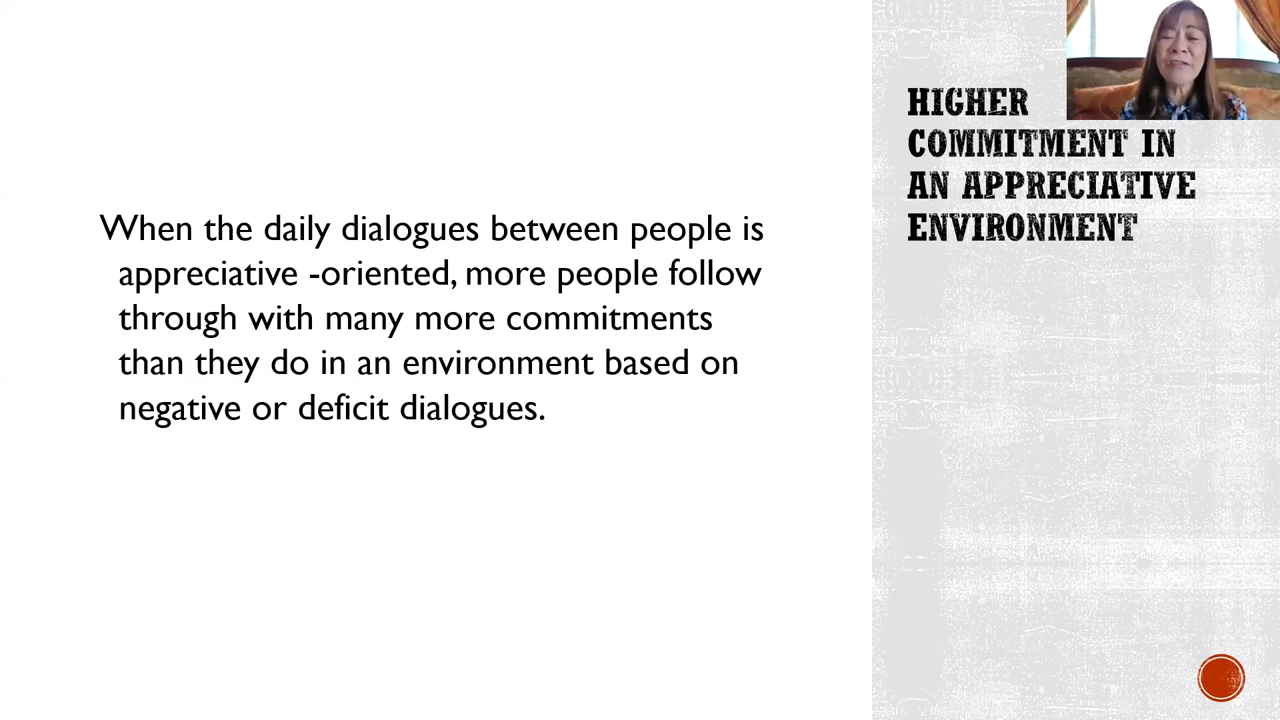 When the daily dialogues between people is
appreciative -oriented, more people follow
through with many more commitments
than they do in an environment based on
negative or deficit dialogues.
HIGHER
COMMITMENT IN
AN APPRECIATIVE
ENVIRONMENT